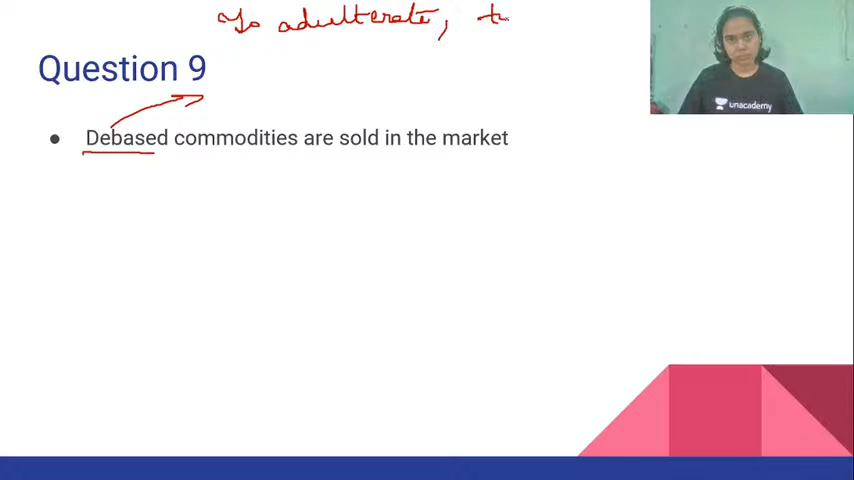 To adulterate, t
Question 9
unacademy
● Debased commodities are sold in the market